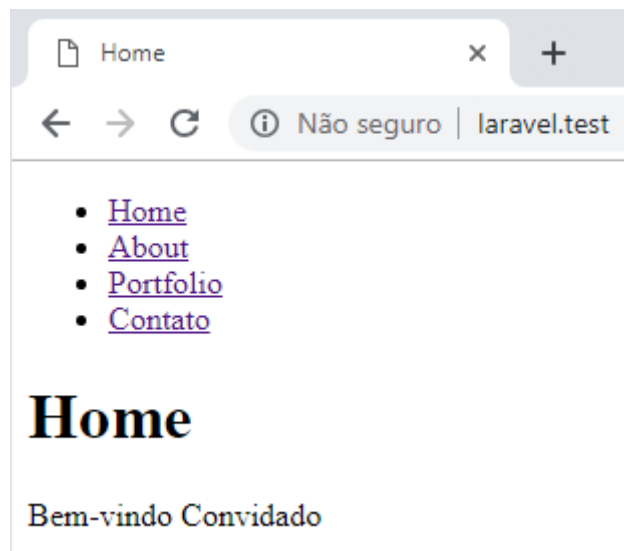 Home
Não seguro laravel.test
Home
About
Portfolio
Contato
Home
Bem-vindo Convidado